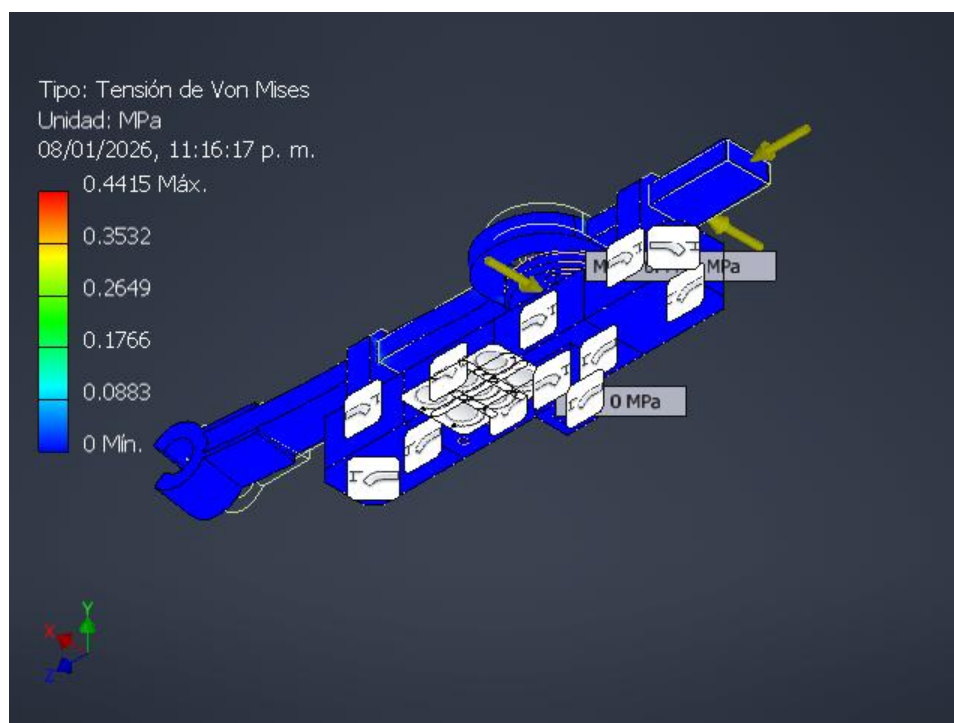 Tipo: Tensión de Von Mises
Unidad: MPa
08/01/2026, 11:16:17 p. m.
0.4415 Máx.
0.3532
MPa
0.2649
0.1766
0.0883
0 MPa
0 Mín.
Y
X
Z